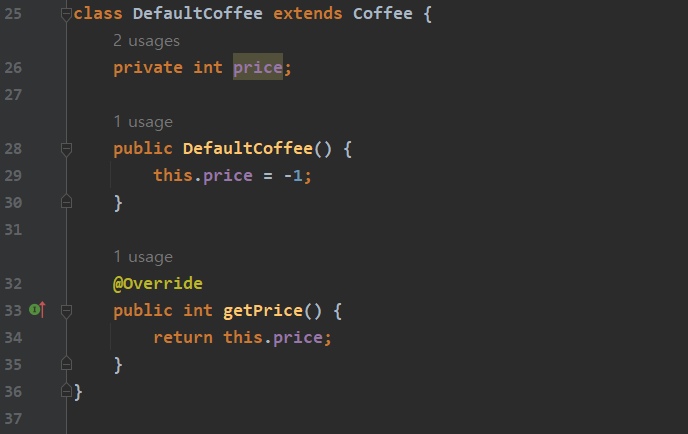 25 class DefaultCoffee extends Coffee {
2 usages
26 private int price;
27
1 usage
28 public DefaultCoffee() {
29 this.price = -1;
30 }
31
1 usage
32 @Override
33 public int getPrice() {
34 return this.price;
35 }
36 }
37